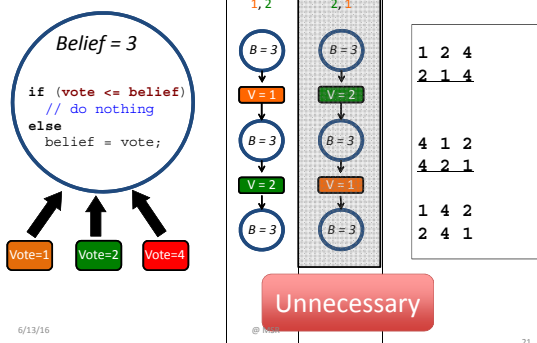 Belief = 3
if (vote <= belief)
// do nothing
else
belief = vote;
Vote=1
Vote=2
Vote=4
1, 2
B = 3
V = 1
B = 3
V = 2
B = 3
2, 1
B = 3
V = 2
B = 3
V = 1
B = 3
1 2 4
2 1 4
4 1 2
4 2 1
1 4 2
2 4 1
Unnecessary
6/13/16
21